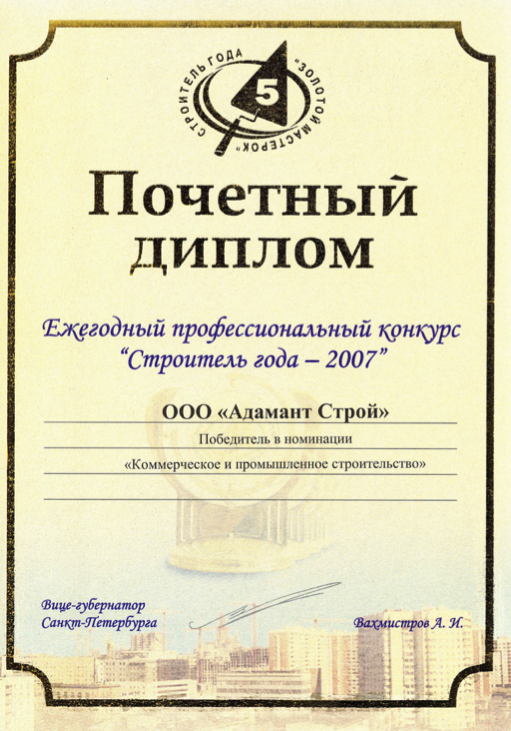 СТРОИТЕЛЬ ГОДА
"ЗОЛОТОЙ МАСТЕРОК"
5
Почетный
диплом
Ежегодный профессиональный конкурс
“Строитель года – 2007”
ООО «Адамант Строй»
Победитель в номинации
«Коммерческое и промышленное строительство»
Вице-губернатор
Санкт-Петербурга
Вахмистров А. И.